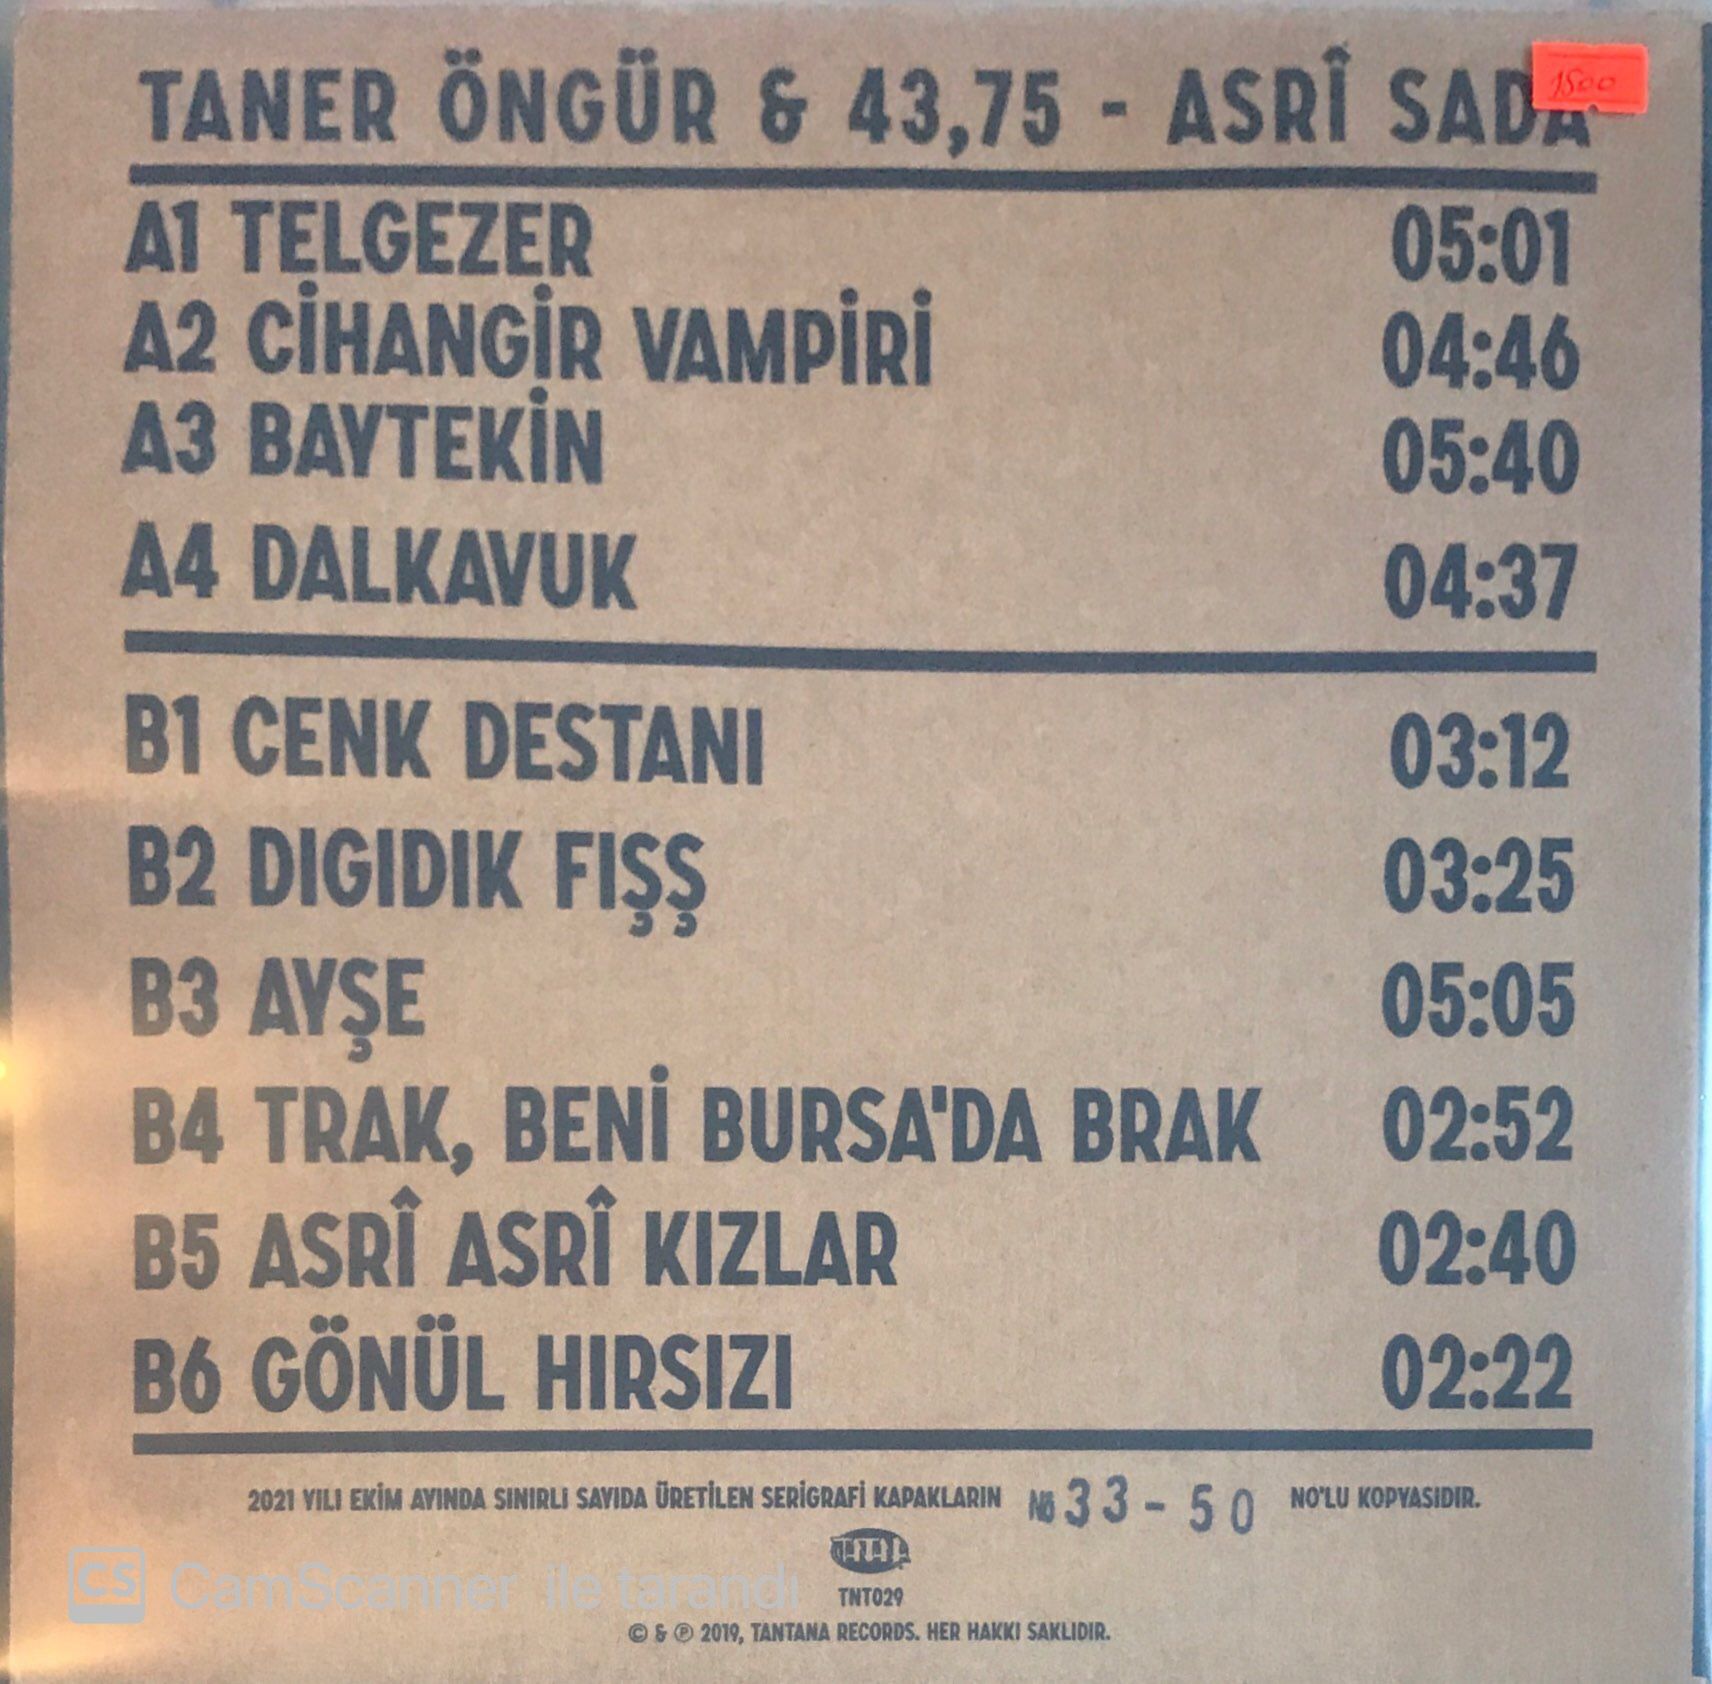 TANER ÖNGÜR & 43,75 - ASRÎ SADA
1500
A1 TELGEZER 05:01
A2 CİHANGİR VAMPİRİ 04:46
A3 BAYTEKİN 05:40
A4 DALKAVUK 04:37
B1 CENK DESTANI 03:12
B2 DIGIDIK FIŞŞ 03:25
B3 AYŞE 05:05
B4 TRAK, BENİ BURSA'DA BRAK 02:52
B5 ASRÎ ASRÎ KIZLAR 02:40
B6 GÖNÜL HIRSIZI 02:22
2021 YILI EKİM AYINDA SINIRLI SAYIDA ÜRETİLEN SERİGRAFİ KAPAKLARIN No 33-50 NO'LU KOPYASIDIR.
CS CamScanner ile tarandı
TNT029
© & ℗ 2019, TANTANA RECORDS. HER HAKKI SAKLIDIR.